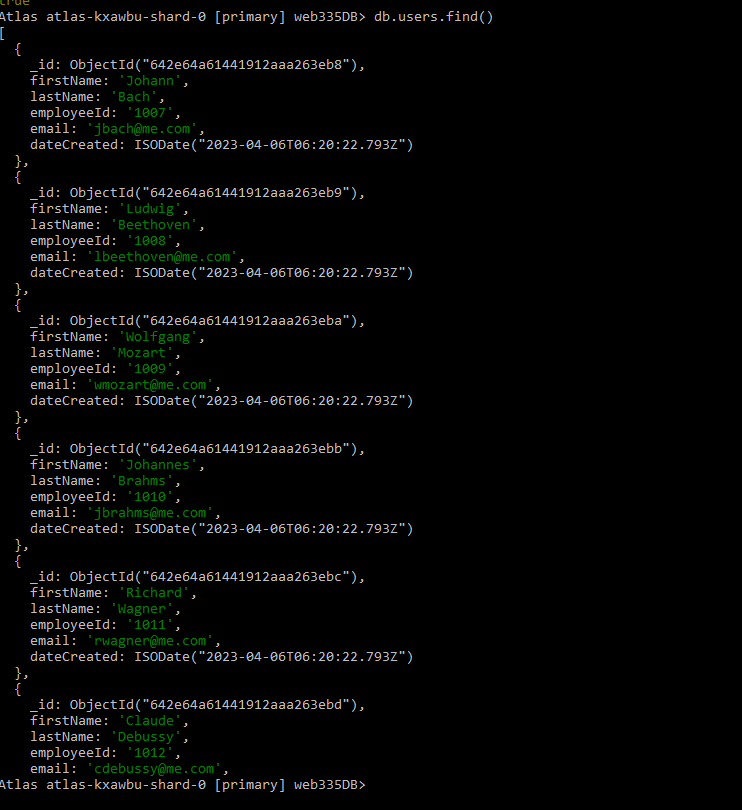 true
Atlas atlas-kxawbu-shard-0 [primary] web335DB> db.users.find()
[
  {
    _id: ObjectId("642e64a61441912aaa263eb8"),
    firstName: 'Johann',
    lastName: 'Bach',
    employeeId: '1007',
    email: 'jbach@me.com',
    dateCreated: ISODate("2023-04-06T06:20:22.793Z")
  },
  {
    _id: ObjectId("642e64a61441912aaa263eb9"),
    firstName: 'Ludwig',
    lastName: 'Beethoven',
    employeeId: '1008',
    email: 'lbeethoven@me.com',
    dateCreated: ISODate("2023-04-06T06:20:22.793Z")
  },
  {
    _id: ObjectId("642e64a61441912aaa263eba"),
    firstName: 'Wolfgang',
    lastName: 'Mozart',
    employeeId: '1009',
    email: 'wmozart@me.com',
    dateCreated: ISODate("2023-04-06T06:20:22.793Z")
  },
  {
    _id: ObjectId("642e64a61441912aaa263ebb"),
    firstName: 'Johannes',
    lastName: 'Brahms',
    employeeId: '1010',
    email: 'jbrahms@me.com',
    dateCreated: ISODate("2023-04-06T06:20:22.793Z")
  },
  {
    _id: ObjectId("642e64a61441912aaa263ebc"),
    firstName: 'Richard',
    lastName: 'Wagner',
    employeeId: '1011',
    email: 'rwagner@me.com',
    dateCreated: ISODate("2023-04-06T06:20:22.793Z")
  },
  {
    _id: ObjectId("642e64a61441912aaa263ebd"),
    firstName: 'Claude',
    lastName: 'Debussy',
    employeeId: '1012',
    email: 'cdebussy@me.com',
Atlas atlas-kxawbu-shard-0 [primary] web335DB>